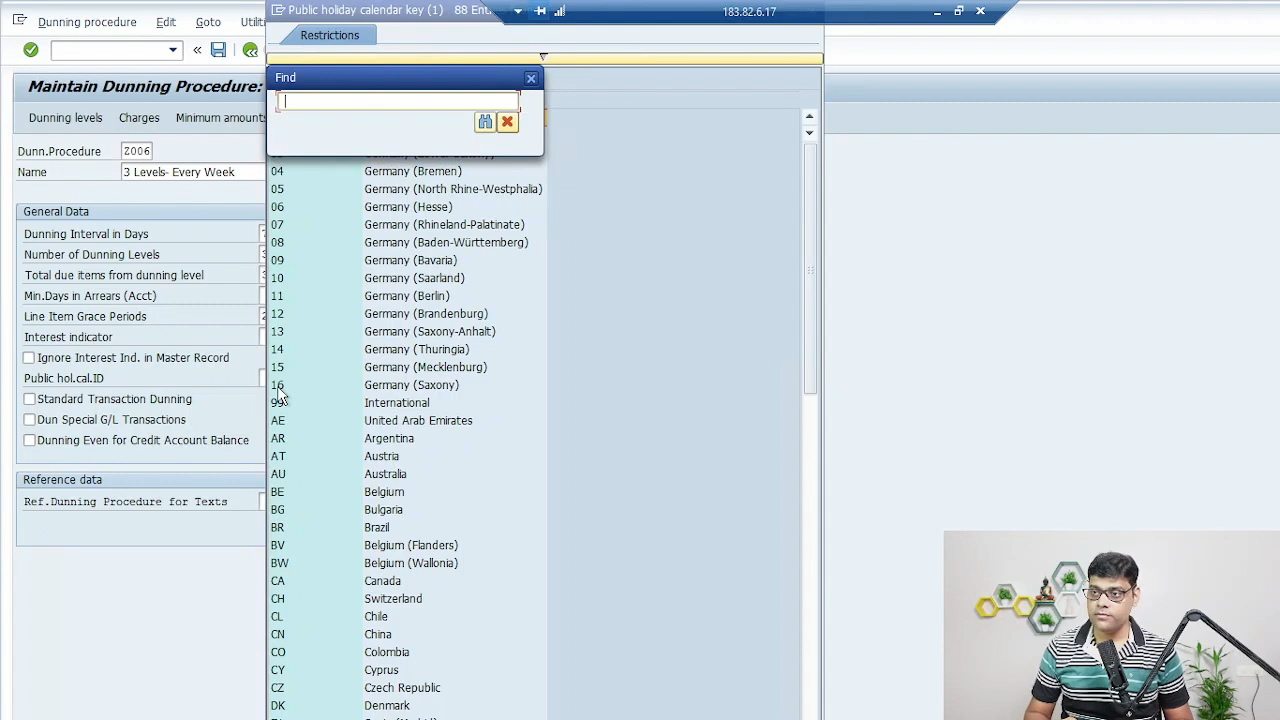 Dunning procedure Edit Goto Utili
Public holiday calendar key (1) 88 Ent
183.82.6.17
Restrictions
Find
Maintain Dunning Procedure:
Dunning levels Charges Minimum amounts
Dunn.Procedure Z006
Name 3 Levels- Every Week
General Data
Dunning Interval in Days
Number of Dunning Levels
Total due items from dunning level
Min.Days in Arrears (Acct)
Line Item Grace Periods
Interest indicator
Ignore Interest Ind. in Master Record
Public hol.cal.ID
Standard Transaction Dunning
Dun Special G/L Transactions
Dunning Even for Credit Account Balance
Reference data
Ref.Dunning Procedure for Texts
04 Germany (Bremen)
05 Germany (North Rhine-Westphalia)
06 Germany (Hesse)
07 Germany (Rhineland-Palatinate)
08 Germany (Baden-Württemberg)
09 Germany (Bavaria)
10 Germany (Saarland)
11 Germany (Berlin)
12 Germany (Brandenburg)
13 Germany (Saxony-Anhalt)
14 Germany (Thuringia)
15 Germany (Mecklenburg)
16 Germany (Saxony)
99 International
AE United Arab Emirates
AR Argentina
AT Austria
AU Australia
BE Belgium
BG Bulgaria
BR Brazil
BV Belgium (Flanders)
BW Belgium (Wallonia)
CA Canada
CH Switzerland
CL Chile
CN China
CO Colombia
CY Cyprus
CZ Czech Republic
DK Denmark